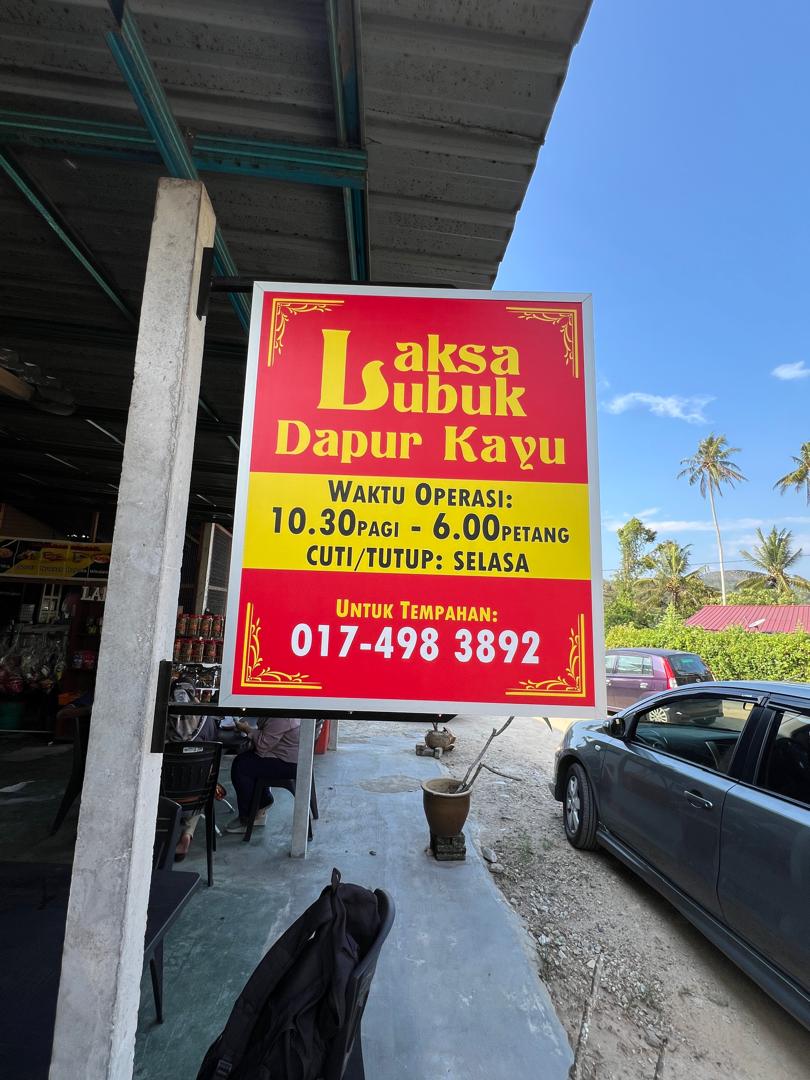 Laksa
Lubuk
Dapur Kayu
WAKTU OPERASI:
10.30PAGI - 6.00PETANG
CUTI/TUTUP: SELASA
UNTUK TEMPAHAN:
017-498 3892